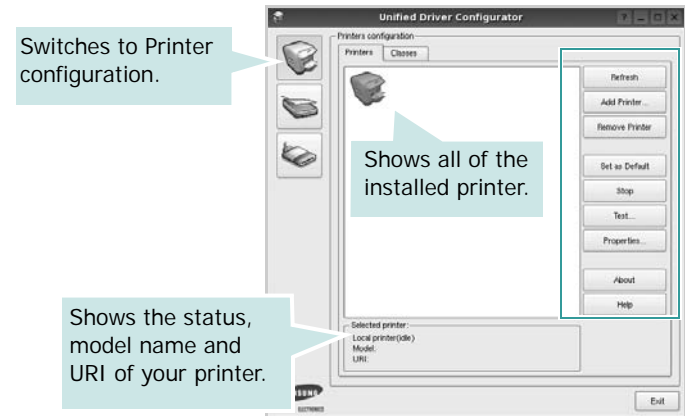 Unified Driver Configurator
Switches to Printer
configuration.
Printers configuration
Printers
Classes
Refresh
Add Printer...
Remove Printer
Set as Default
Stop
Test...
Properties...
About
Help
Shows all of the
installed printer.
Shows the status,
model name and
URI of your printer.
Selected printer:
Local printer(idle)
Model:
URI:
ELECTRONICS
Exit